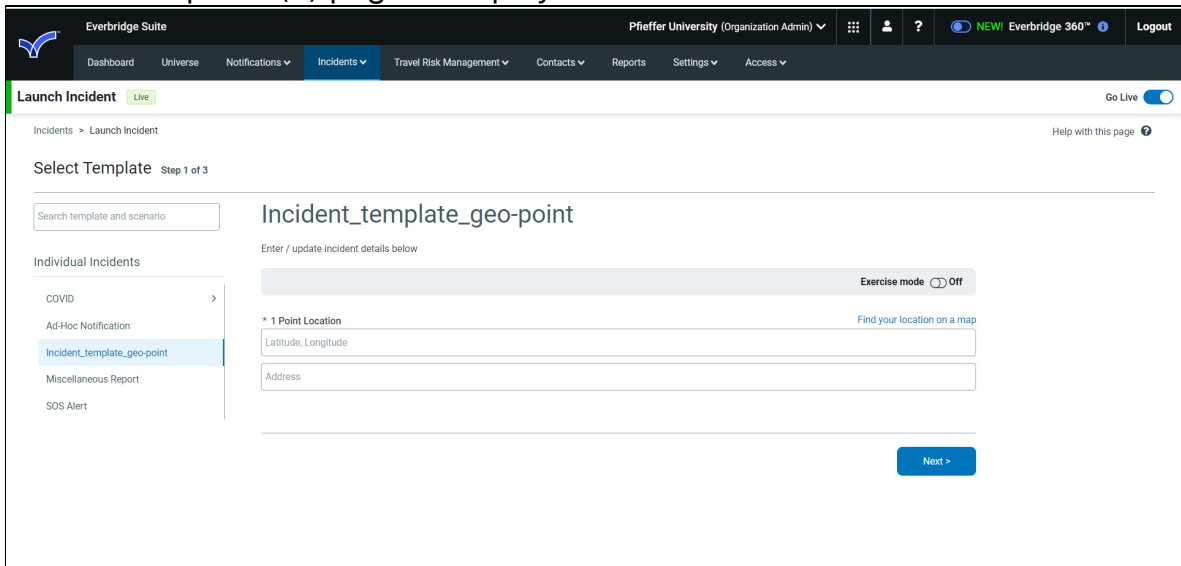 Everbridge Suite
Pfieffer University (Organization Admin)
?
NEW! Everbridge 360™
Logout
Dashboard Universe Notifications Incidents Travel Risk Management Contacts Reports Settings Access
Launch Incident Live
Go Live
Incidents > Launch Incident
Help with this page ?
Select Template Step 1 of 3
Search template and scenario
Individual Incidents
COVID >
Ad-Hoc Notification
Incident_template_geo-point
Miscellaneous Report
SOS Alert
Incident_template_geo-point
Enter / update incident details below
Exercise mode Off
* 1 Point Location
Find your location on a map
Latitude, Longitude
Address
Next >